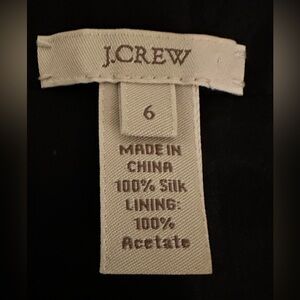 J.CREW
6
MADE IN
CHINA
100% Silk
LINING:
100%
Acetate